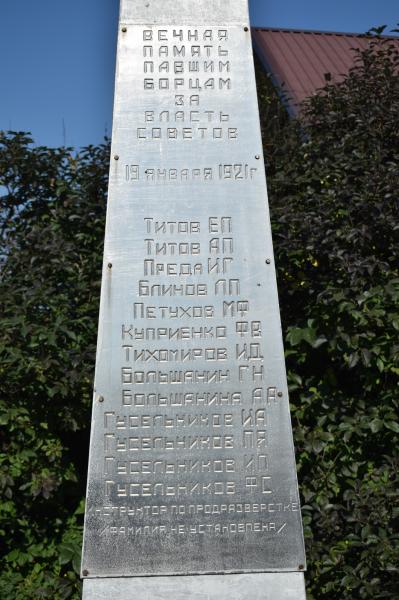 ВЕЧНАЯ
ПАМЯТЬ
ПАВШИМ
БОРЦАМ
ЗА
ВЛАСТЬ
СОВЕТОВ
19 ЯНВАРЯ 1921г
ТИТОВ ЕП
ТИТОВ АП
ПРЕДА ИГ
БЛИНОВ ЛП
ПЕТУХОВ МФ
КУПРИЕНКО ФВ
ТИХОМИРОВ ИД
БОЛЬШАНИН ГН
БОЛЬШАНИНА АА
ГУСЕЛЬНИКОВ ИА
ГУСЕЛЬНИКОВ ПЯ
ГУСЕЛЬНИКОВ ИП
ГУСЕЛЬНИКОВ ФС
ИНСТРУКТОР ПО ПРОДРАЗВЕРСТКЕ
/ФАМИЛИЯ НЕ УСТАНОВЛЕНА/